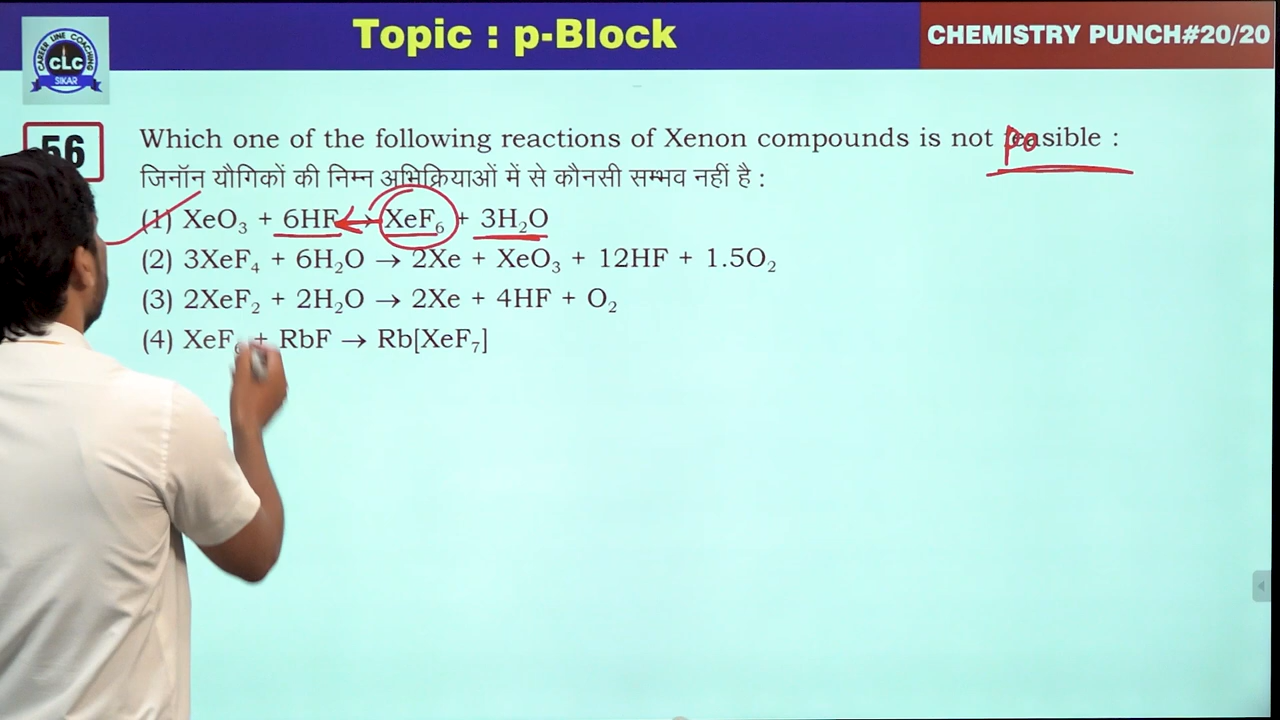 Topic : p-Block
CHEMISTRY PUNCH#20/20
CAREER LINE COACHING
CLC
SIKAR
56
Which one of the following reactions of Xenon compounds is not feasible :
Po
जिनॉन यौगिकों की निम्न अभिक्रियाओं में से कौनसी सम्भव नहीं है :
(1) XeO₃ + 6HF → XeF₆ + 3H₂O
(2) 3XeF₄ + 6H₂O → 2Xe + XeO₃ + 12HF + 1.5O₂
(3) 2XeF₂ + 2H₂O → 2Xe + 4HF + O₂
(4) XeF₆ + RbF → Rb[XeF₇]